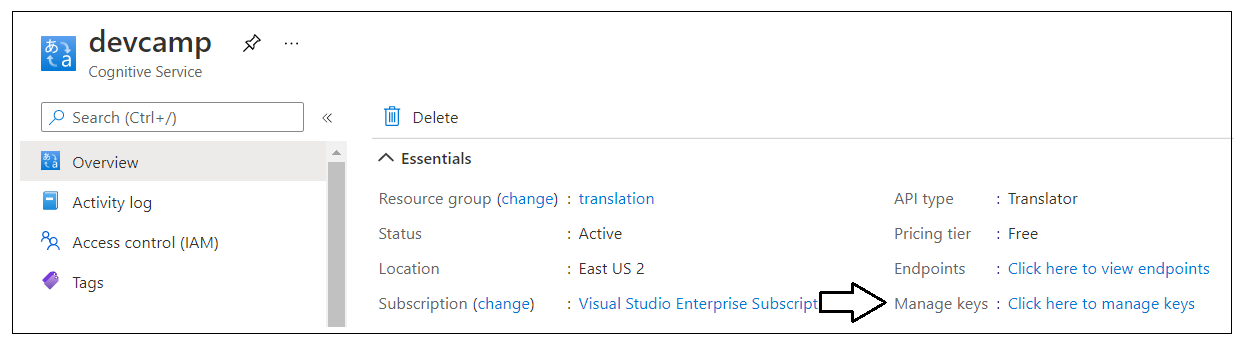 devcamp
Cognitive Service
Search (Ctrl+/)
Overview
Activity log
Access control (IAM)
Tags
Delete
Essentials
Resource group (change) : translation
Status : Active
Location : East US 2
Subscription (change) : Visual Studio Enterprise Subscript
API type : Translator
Pricing tier : Free
Endpoints : Click here to view endpoints
Manage keys : Click here to manage keys